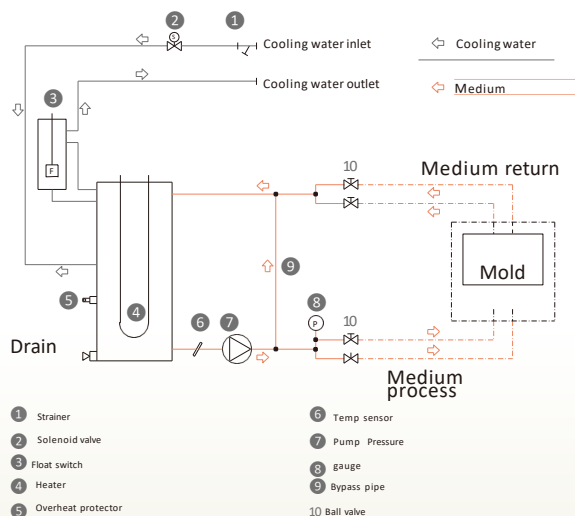 2 1
S
Cooling water inlet
Cooling water
Cooling water outlet
Medium
3
F
10
Medium return
Mold
9
8
4
5
6 7
P
10
Drain
Medium
process
1 Strainer
2 Solenoid valve
3 Float switch
4 Heater
5 Overheat protector
6 Temp sensor
7 Pump Pressure
8 gauge
9 Bypass pipe
10 Ball valve